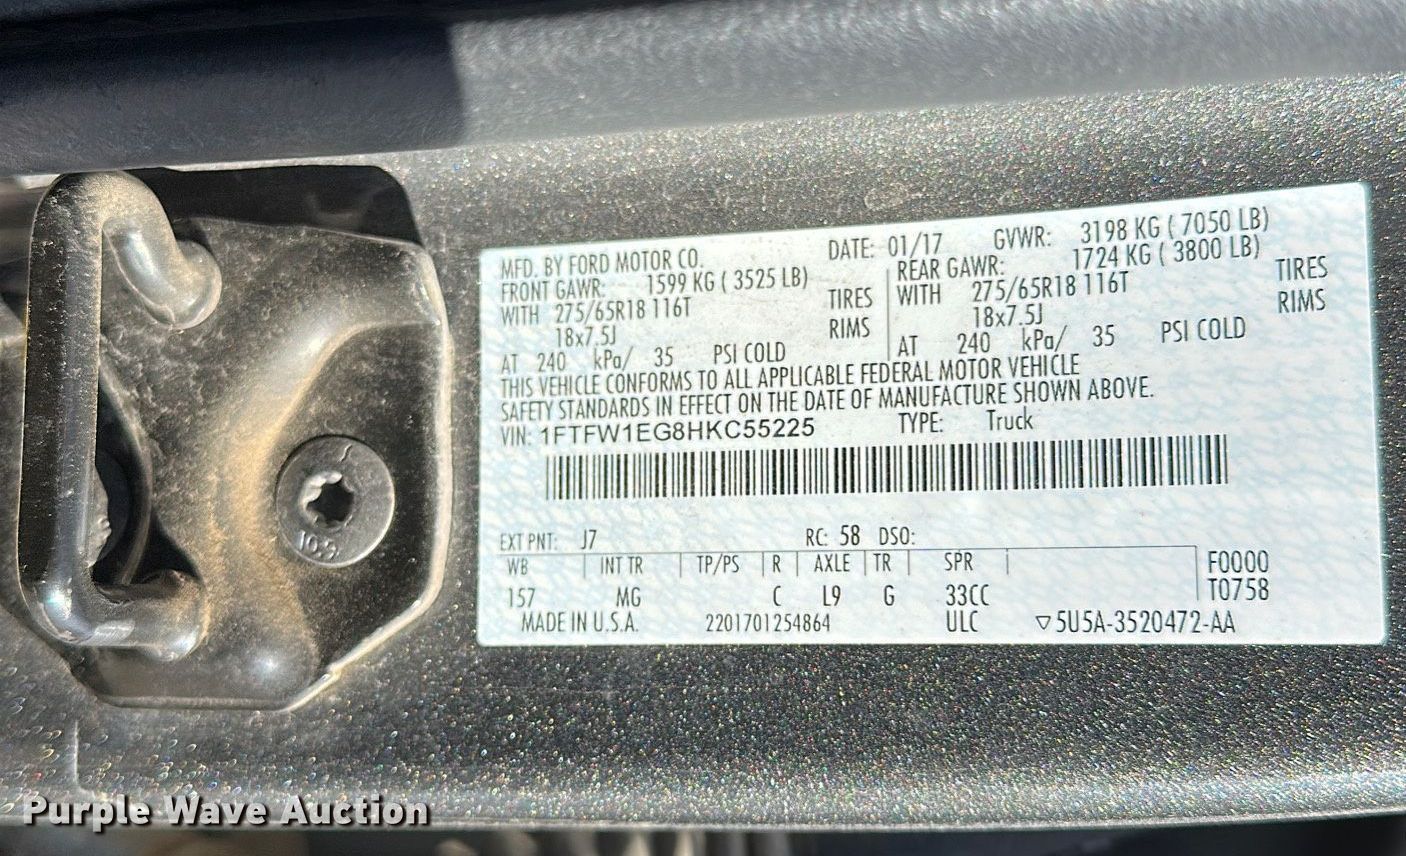 MFD. BY FORD MOTOR CO. DATE: 01/17 GVWR: 3198 KG ( 7050 LB)
FRONT GAWR: 1599 KG ( 3525 LB) REAR GAWR: 1724 KG ( 3800 LB)
WITH 275/65R18 116T TIRES WITH 275/65R18 116T TIRES
18x7.5J RIMS 18x7.5J RIMS
AT 240 kPa/ 35 PSI COLD AT 240 kPa/ 35 PSI COLD
THIS VEHICLE CONFORMS TO ALL APPLICABLE FEDERAL MOTOR VEHICLE
SAFETY STANDARDS IN EFFECT ON THE DATE OF MANUFACTURE SHOWN ABOVE.
VIN: 1FTFW1EG8HKC55225 TYPE: Truck
EXT PNT: J7 RC: 58 DSO:
WB INT TR TP/PS R AXLE TR SPR F0000
157 MG C L9 G 33CC T0758
MADE IN U.S.A. 2201701254864 ULC ▽5U5A-3520472-AA
10.9
Purple Wave Auction